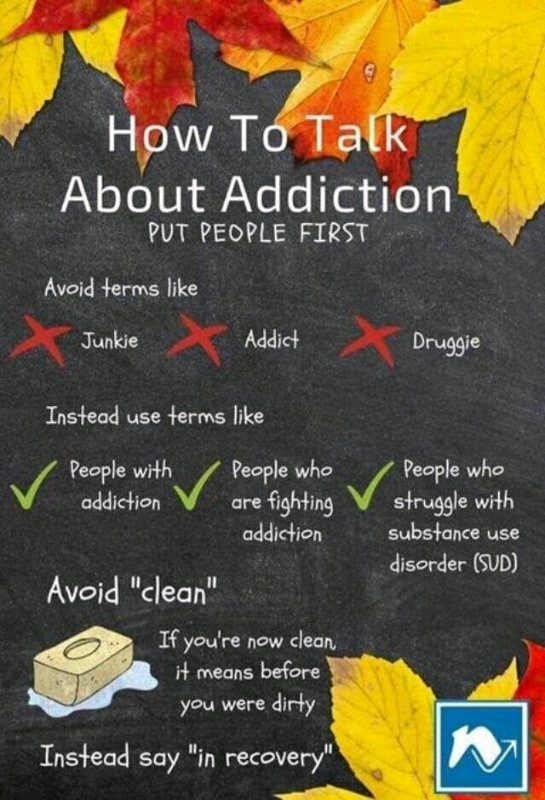 How To Talk
About Addiction
PUT PEOPLE FIRST
Avoid terms like
Junkie Addict Druggie
Instead use terms like
People with addiction
People who are fighting addiction
People who struggle with substance use disorder (SUD)
Avoid "clean"
If you're now clean,
it means before
you were dirty
Instead say "in recovery"